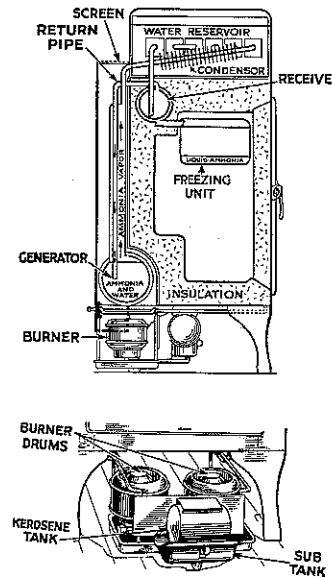 SCREEN
WATER RESERVOIR
RETURN
PIPE
CONDENSOR
RECEIVE
AMMONIA VAPOR
LIQUID AMMONIA
FREEZING
UNIT
GENERATOR
AMMONIA
AND
WATER
INSULATION
BURNER
BURNER
DRUMS
KEROSENE
TANK
SUB
TANK